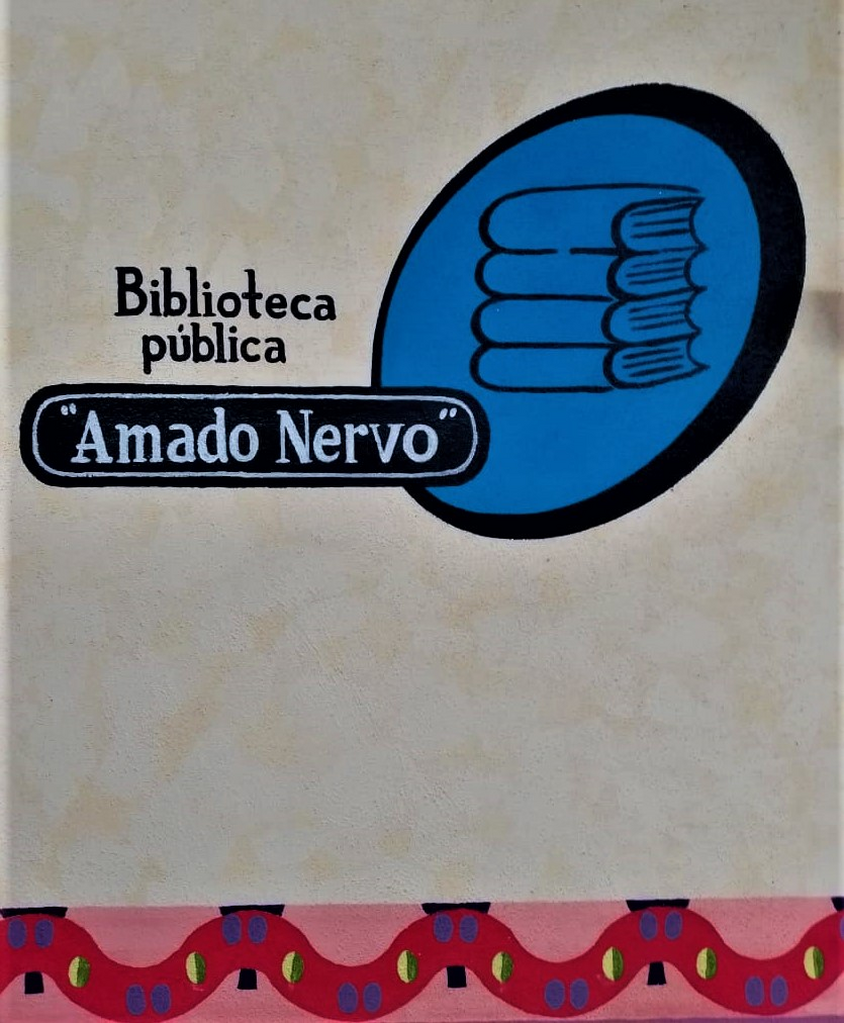 Biblioteca
pública
"Amado Nervo"